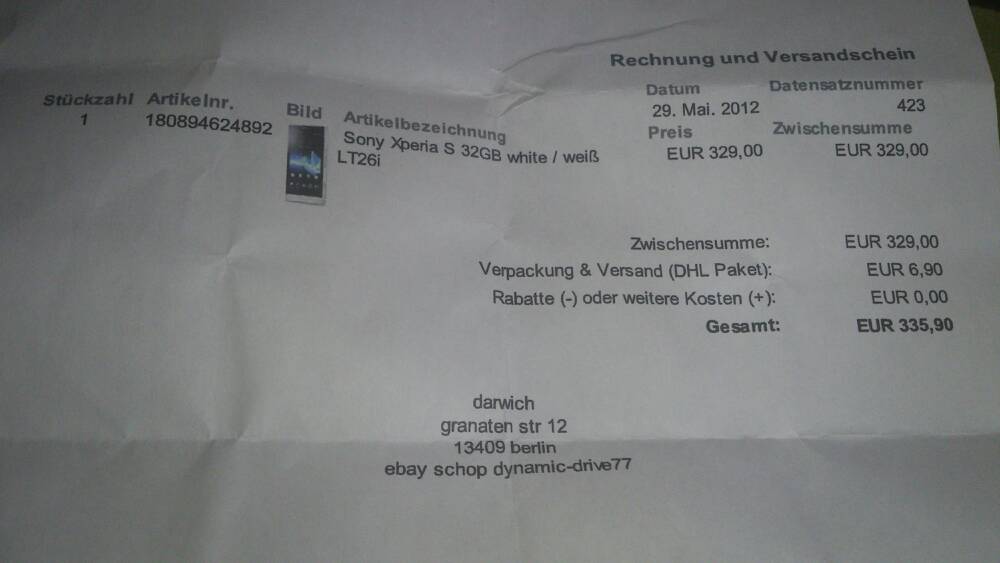 Rechnung und Versandschein
Datum Datensatznummer
29. Mai. 2012 423
Stückzahl Artikelnr. Bild Artikelbezeichnung Preis Zwischensumme
1 180894624892 Sony Xperia S 32GB white / weiß EUR 329,00 EUR 329,00
LT26i
Zwischensumme: EUR 329,00
Verpackung & Versand (DHL Paket): EUR 6,90
Rabatte (-) oder weitere Kosten (+): EUR 0,00
Gesamt: EUR 335,90
darwich
granaten str 12
13409 berlin
ebay schop dynamic-drive77